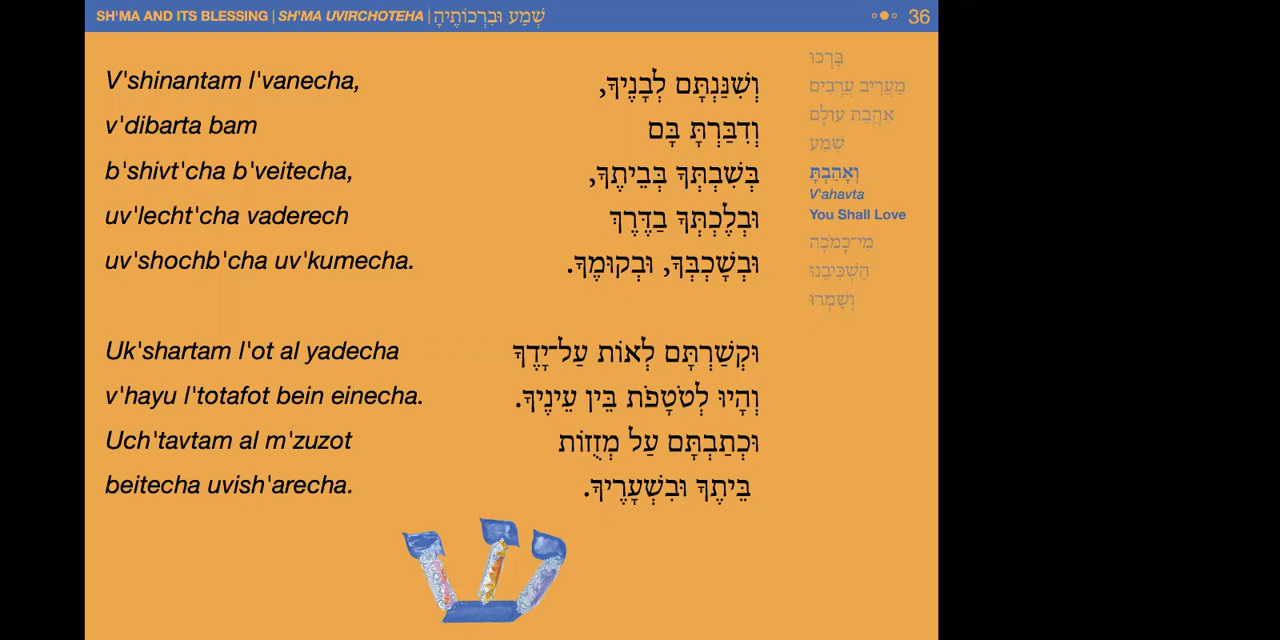 SH'MA AND ITS BLESSING | SH'MA UVIRCHOTEHA | שְׁמַע וּבִרְכוֹתֶיהָ
36
V'shinantam l'vanecha,
v'dibarta bam
b'shivt'cha b'veitecha,
uv'lecht'cha vaderech
uv'shochb'cha uv'kumecha.
Uk'shartam l'ot al yadecha
v'hayu l'totafot bein einecha.
Uch'tavtam al m'zuzot
beitecha uvish'arecha.
וְשִׁנַּנְתָּם לְבָנֶיךָ,
וְדִבַּרְתָּ בָּם
בְּשִׁבְתְּךָ בְּבֵיתֶךָ,
וּבְלֶכְתְּךָ בַדֶּרֶךְ
וּבְשָׁכְבְּךָ, וּבְקוּמֶךָ.
וּקְשַׁרְתָּם לְאוֹת עַל־יָדֶךָ
וְהָיוּ לְטֹטָפֹת בֵּין עֵינֶיךָ.
וּכְתַבְתָּם עַל מְזֻזוֹת
בֵּיתֶךָ וּבִשְׁעָרֶיךָ.
בָּרְכוּ
מַעֲרִיב עֲרָבִים
אַהֲבַת עוֹלָם
שְׁמַע
וְאָהַבְתָּ
V'ahavta
You Shall Love
מִי־כָמֹכָה
הַשְׁכִּיבֵנוּ
וְשָׁמְרוּ
ש